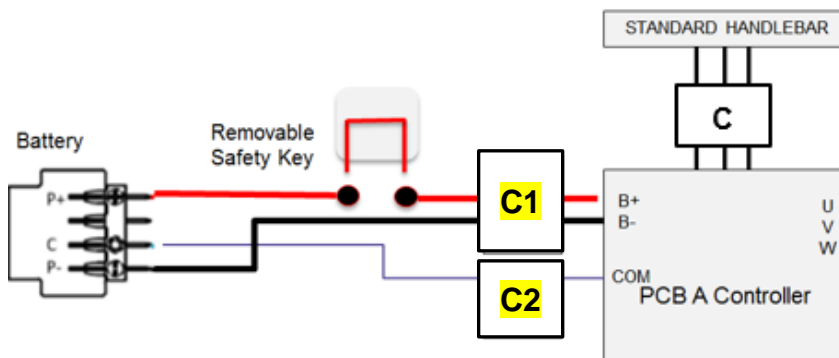 STANDARD HANDLEBAR
C
Battery
Removable
Safety Key
P+
C
P-
C1
C2
B+
B-
COM
U
V
W
PCB A Controller